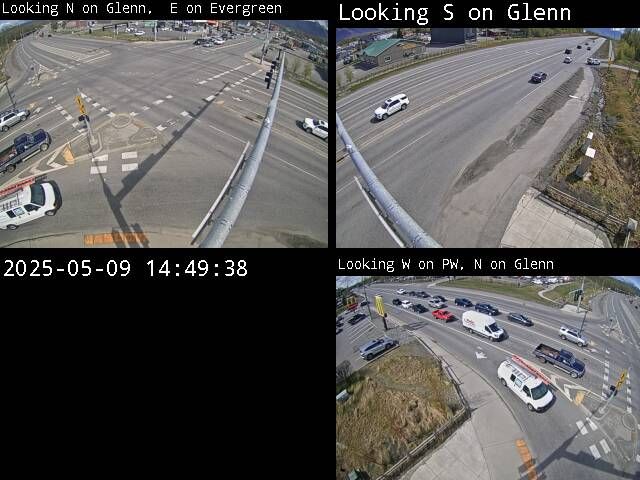 Looking N on Glenn, E on Evergreen
Looking S on Glenn
2025-05-09 14:49:38
Looking W on PW, N on Glenn